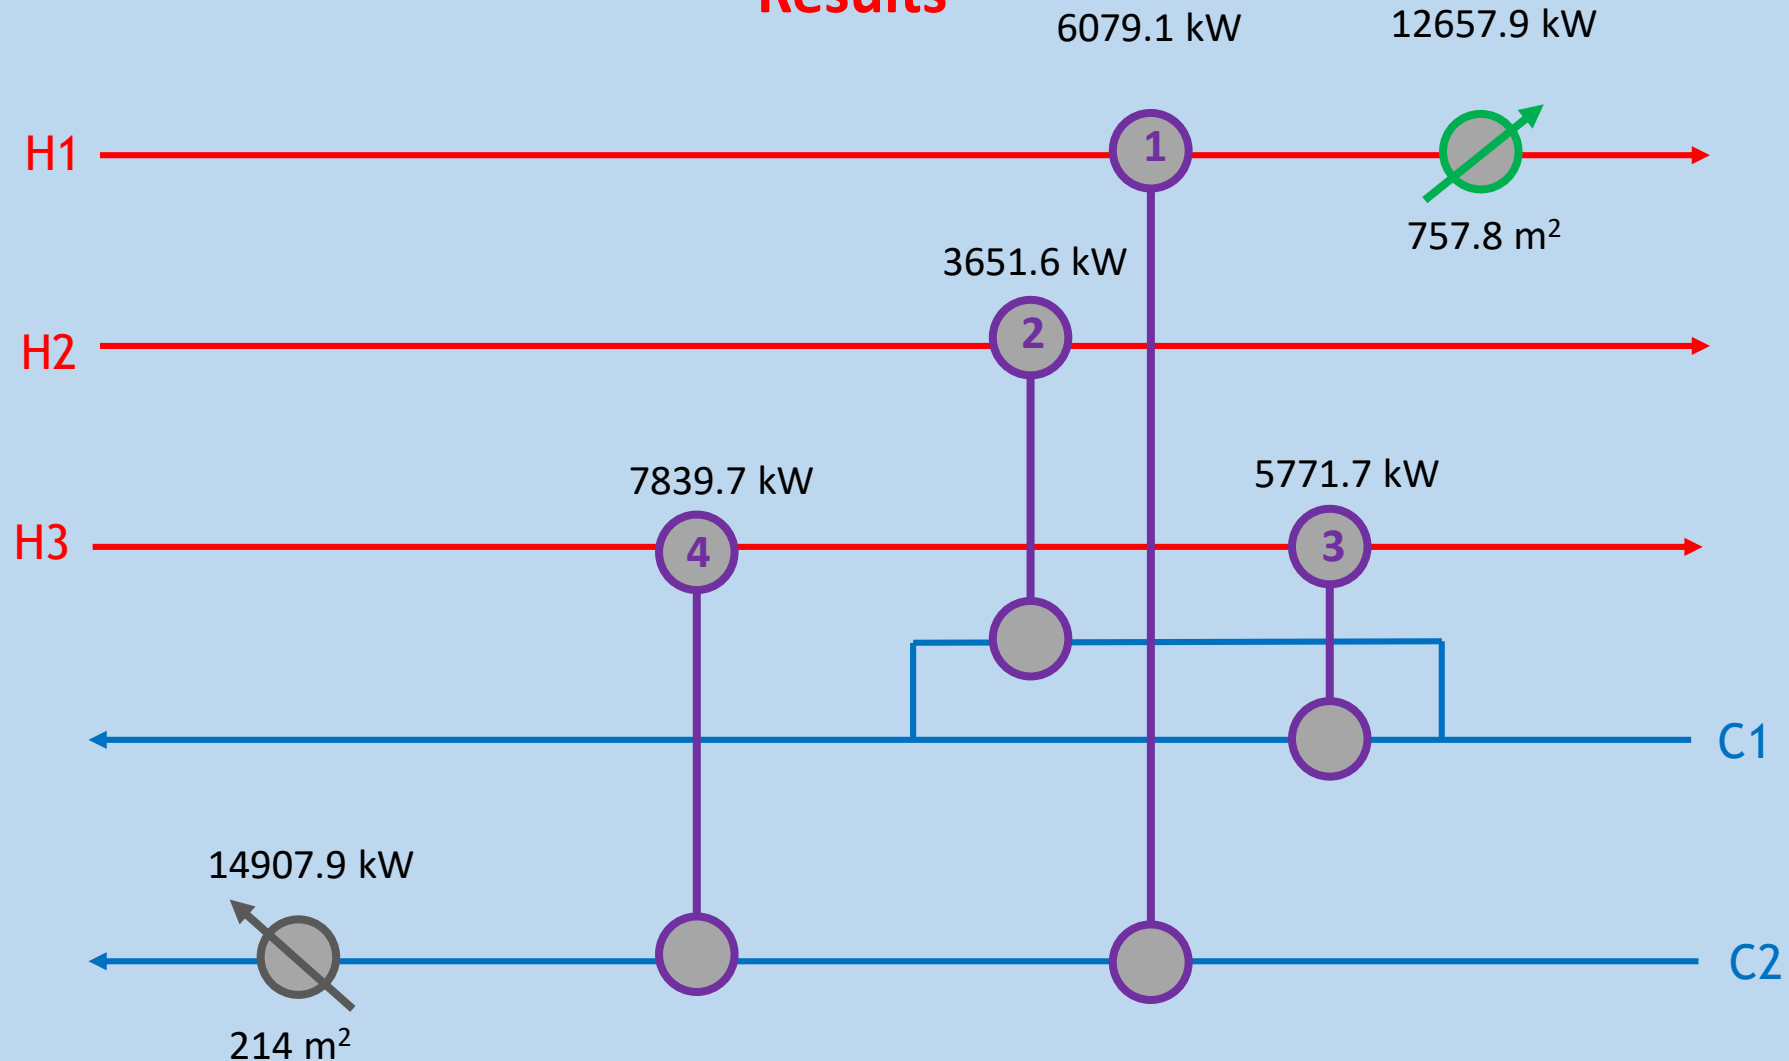 Results
6079.1 kW
12657.9 kW
H1
1
757.8 m²
3651.6 kW
H2
2
7839.7 kW
5771.7 kW
H3
4
3
C1
14907.9 kW
C2
214 m²